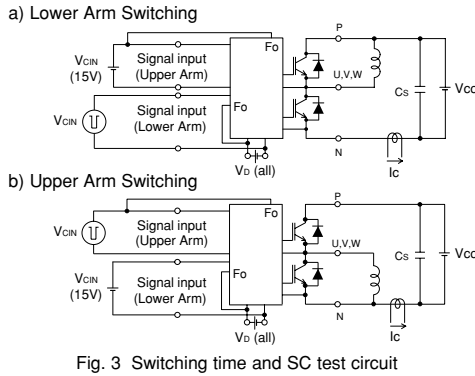 a) Lower Arm Switching
P
Fo
VCIN
(15V)
Signal input
(Upper Arm)
U,V,W
CS
VCC
VCIN
Signal input
(Lower Arm)
Fo
N
Ic
VD (all)
b) Upper Arm Switching
P
Fo
VCIN
Signal input
(Upper Arm)
U,V,W
CS
VCC
VCIN
(15V)
Signal input
(Lower Arm)
Fo
N
Ic
VD (all)
Fig. 3 Switching time and SC test circuit